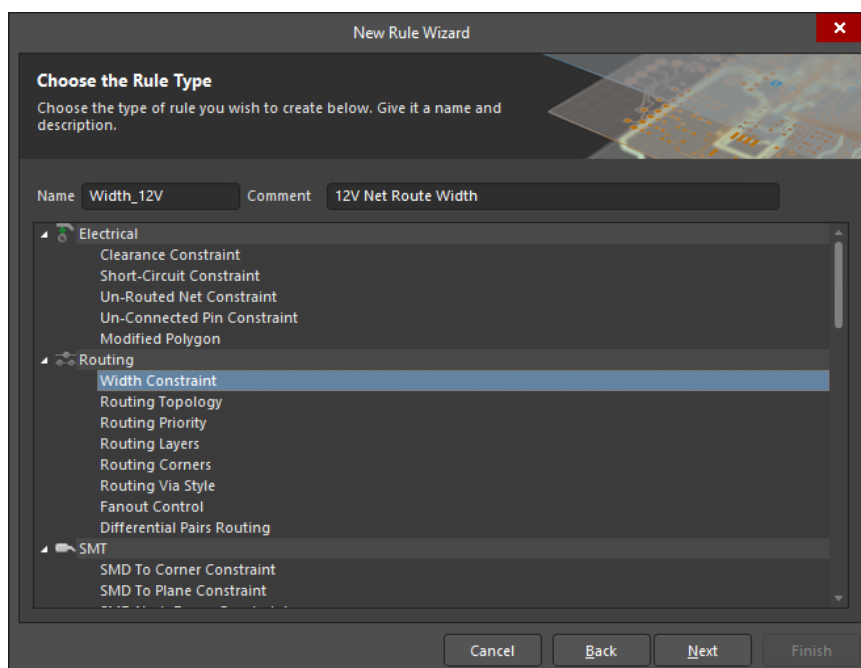 New Rule Wizard
Choose the Rule Type
Choose the type of rule you wish to create below. Give it a name and
description.
Name Width_12V Comment 12V Net Route Width
Electrical
Clearance Constraint
Short-Circuit Constraint
Un-Routed Net Constraint
Un-Connected Pin Constraint
Modified Polygon
Routing
Width Constraint
Routing Topology
Routing Priority
Routing Layers
Routing Corners
Routing Via Style
Fanout Control
Differential Pairs Routing
SMT
SMD To Corner Constraint
SMD To Plane Constraint
Cancel Back Next Finish